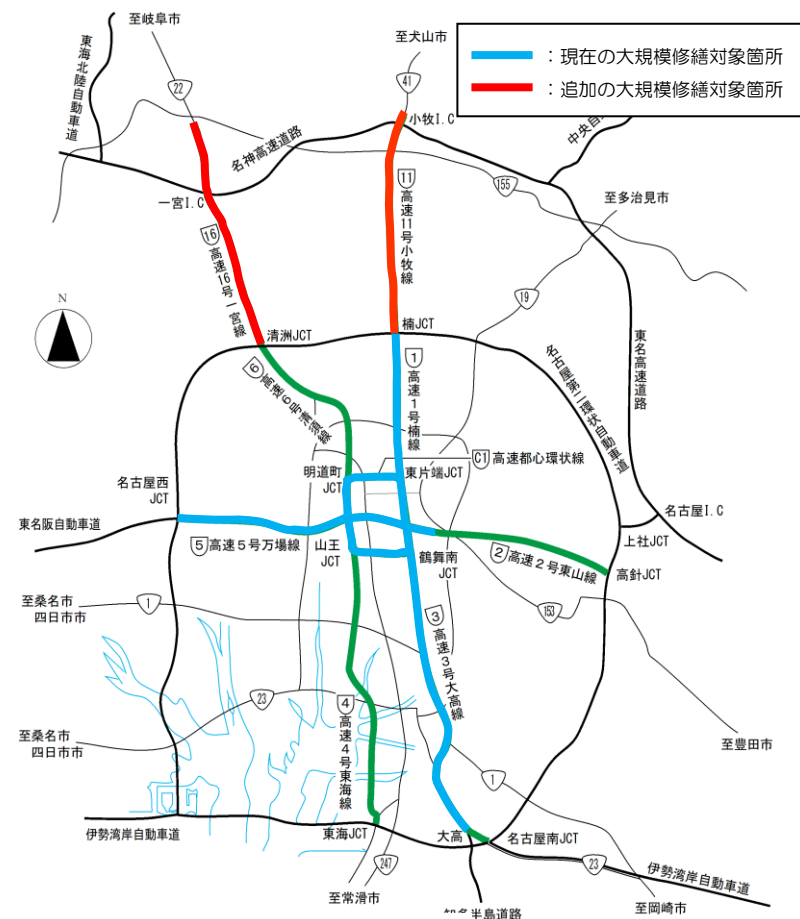 至岐阜市
東海北陸自動車道
22
至犬山市
41
：現在の大規模修繕対象箇所
：追加の大規模修繕対象箇所
小牧I.C
名神高速道路
中央自
155
一宮I.C
11
高速11号小牧線
至多治見市
16
高速16号一宮線
19
N
清洲JCT
楠JCT
東名高速道路
名古屋第二環状自動車道
6
高速6号清須線
1
高速1号楠線
C1
高速都心環状線
明道町
JCT
東片端JCT
名古屋西
JCT
名古屋I.C
東名阪自動車道
5
高速５号万場線
山王
JCT
鶴舞南
JCT
2
高速２号東山線
上社JCT
高針JCT
至桑名市
四日市市
1
153
3
高速３号大高線
23
4
高速４号東海線
至桑名市
四日市市
至豊田市
1
伊勢湾岸自動車道
東海JCT
大高
名古屋南JCT
247
23
伊勢湾岸自動車道
至常滑市
知多半島道路
至岡崎市